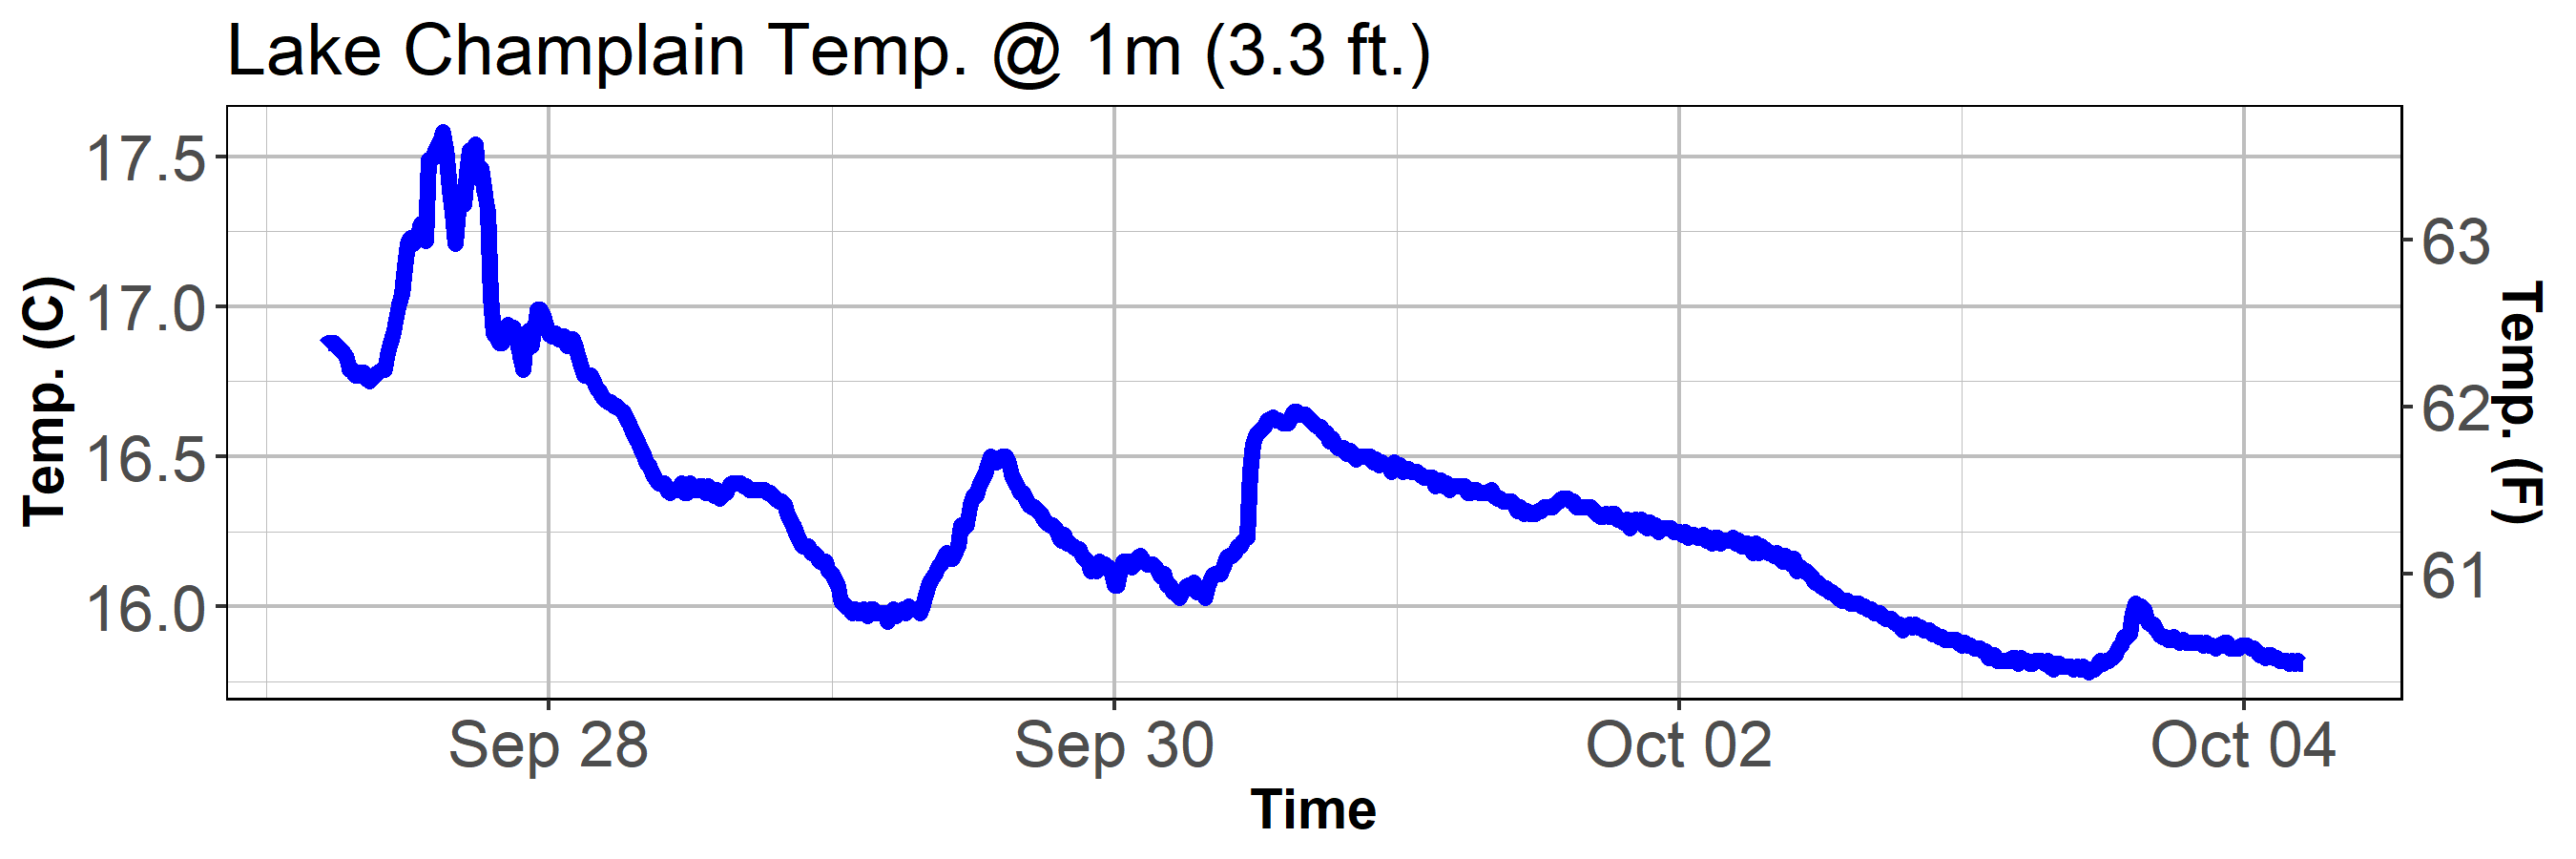 Lake Champlain Temp. @ 1m (3.3 ft.)
Temp. (C)
17.5
17.0
16.5
16.0
63
62
61
Temp. (F)
Sep 28
Sep 30
Oct 02
Oct 04
Time